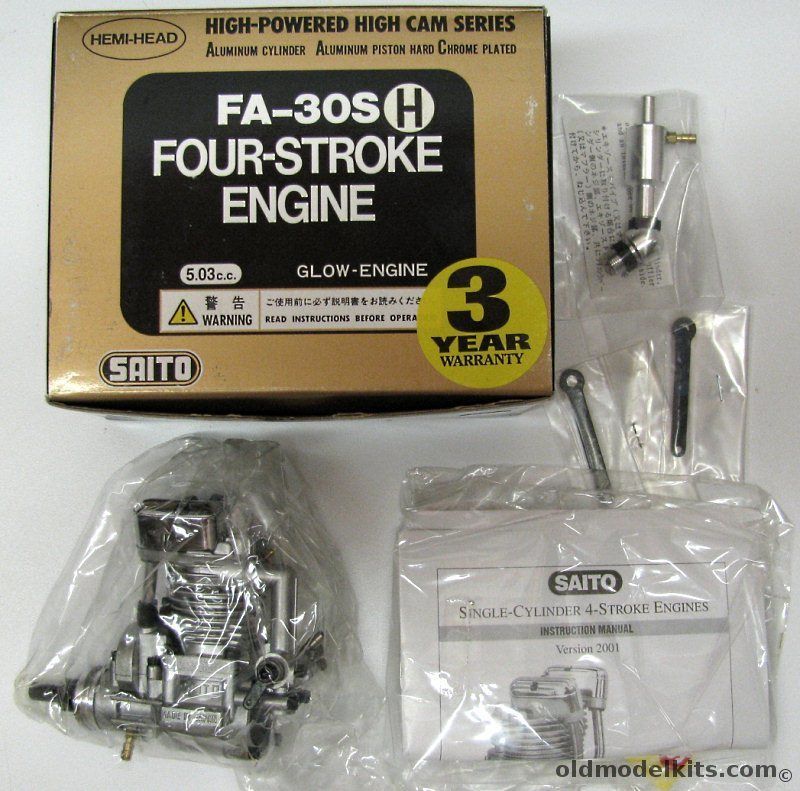 HEMI-HEAD
HIGH-POWERED HIGH CAM SERIES
ALUMINUM CYLINDER ALUMINUM PISTON HARD CHROME PLATED
FA-30S H
FOUR-STROKE
ENGINE
5.03 c.c.
GLOW-ENGINE
警告
WARNING
ご使用前に必ず説明書をお読みくださ
READ INSTRUCTIONS BEFORE OPERA
3
YEAR
WARRANTY
SAITO
SAITO
SINGLE-CYLINDER 4-STROKE ENGINES
INSTRUCTION MANUAL
Version 2001
oldmodelkits.com©